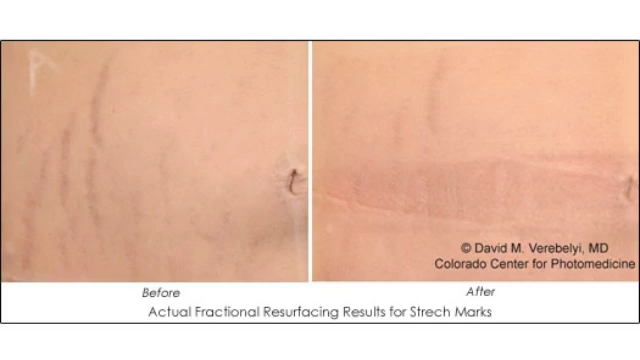 © David M. Verebelyi, MD
Colorado Center for Photomedicine
Before
After
Actual Fractional Resurfacing Results for Strech Marks